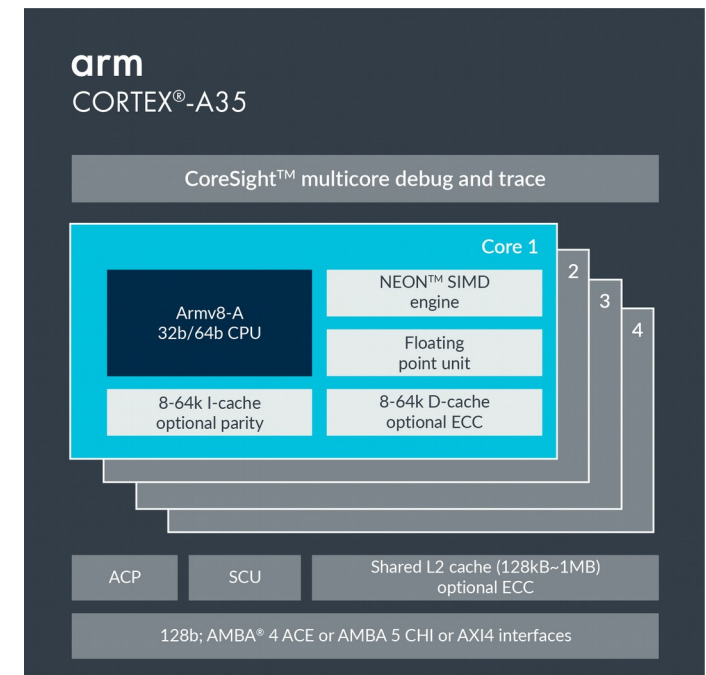 arm
CORTEX®-A35
CoreSight™ multicore debug and trace
Core 1
2
3
4
Armv8-A
32b/64b CPU
NEON™ SIMD
engine
Floating
point unit
8-64k I-cache
optional parity
8-64k D-cache
optional ECC
ACP
SCU
Shared L2 cache (128kB~1MB)
optional ECC
128b; AMBA® 4 ACE or AMBA 5 CHI or AXI4 interfaces